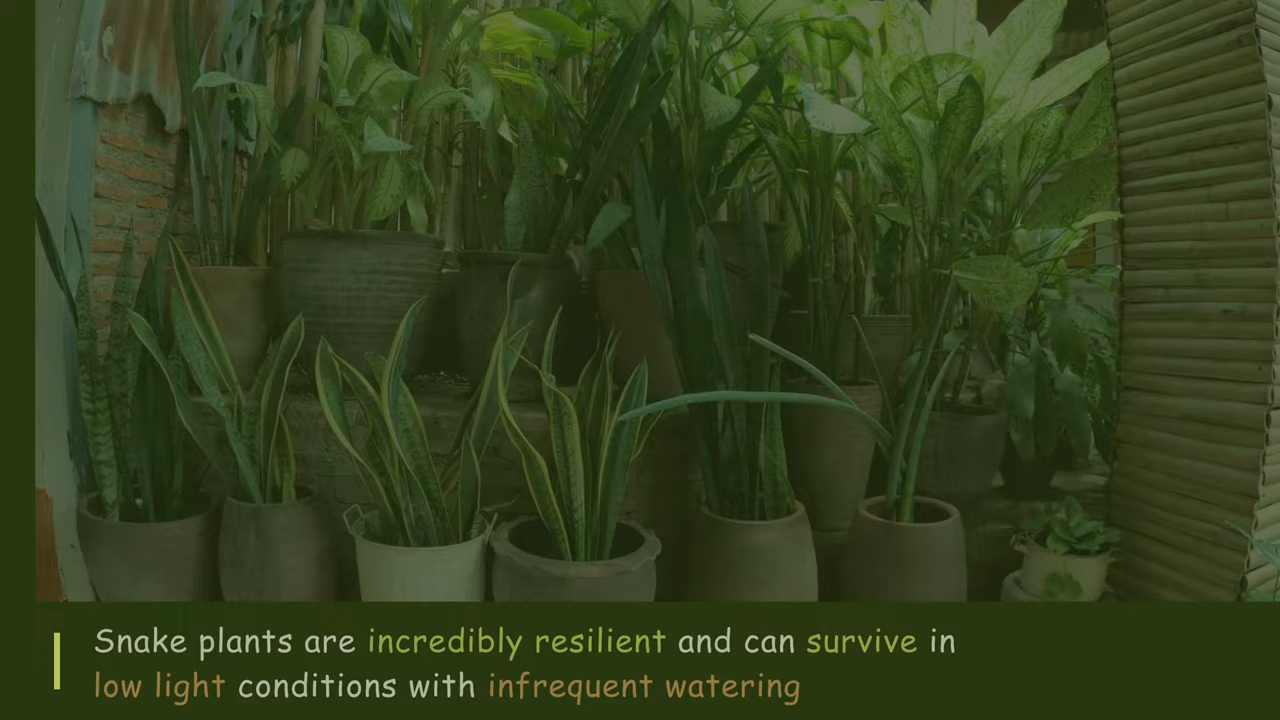 Snake plants are incredibly resilient and can survive in
low light conditions with infrequent watering